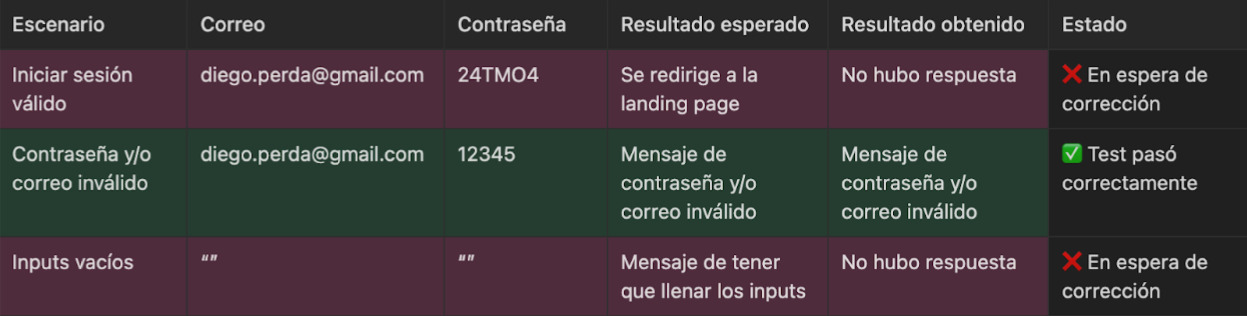 Escenario Correo Contraseña Resultado esperado Resultado obtenido Estado
Iniciar sesión diego.perda@gmail.com 24TMO4 Se redirige a la No hubo respuesta ❌ En espera de
válido landing page corrección
Contraseña y/o diego.perda@gmail.com 12345 Mensaje de Mensaje de ✅ Test pasó
correo inválido contraseña y/o contraseña y/o correctamente
correo inválido correo inválido
Inputs vacíos “” “” Mensaje de tener No hubo respuesta ❌ En espera de
que llenar los inputs corrección